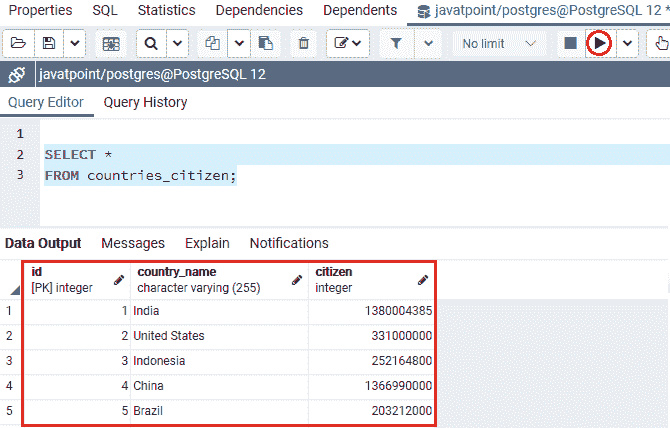 Properties SQL Statistics Dependencies Dependents javatpoint/postgres@PostgreSQL 12 *
No limit
javatpoint/postgres@PostgreSQL 12
Query Editor Query History
1
2 SELECT *
3 FROM countries_citizen;
Data Output Messages Explain Notifications
id country_name citizen
[PK] integer character varying (255) integer
1 1 India 1380004385
2 2 United States 331000000
3 3 Indonesia 252164800
4 4 China 1366990000
5 5 Brazil 203212000